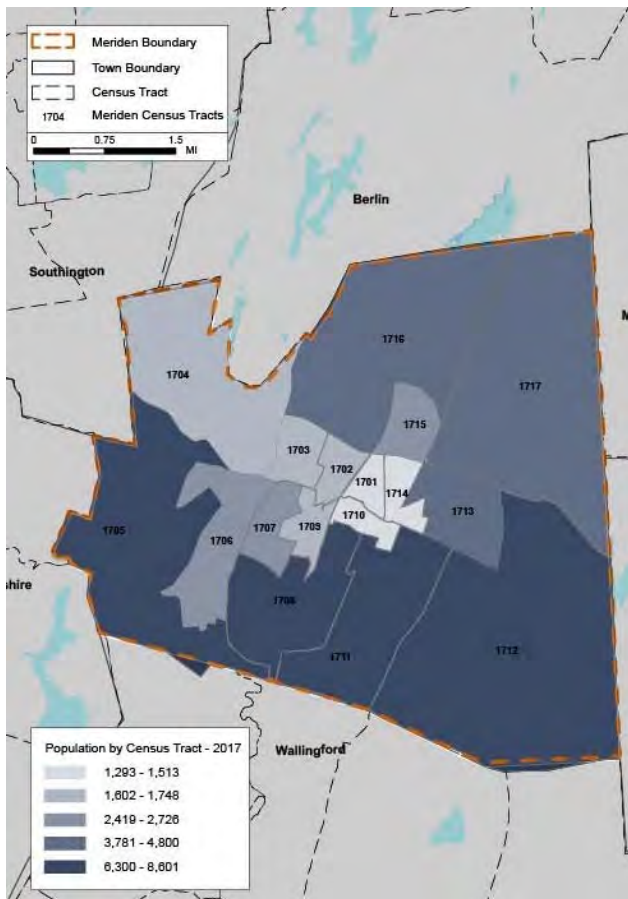 Meriden Boundary
Town Boundary
Census Tract
1704 Meriden Census Tracts
0 0.75 1.5
MI
Berlin
Southington
M
1716
1704
1717
1715
1703
1702
1701
1714
1705
1706
1707
1709
1710
1713
shire
1708
1711
1712
Wallingford
Population by Census Tract - 2017
1,293 - 1,513
1,602 - 1,748
2,419 - 2,726
3,781 - 4,800
6,300 - 8,601